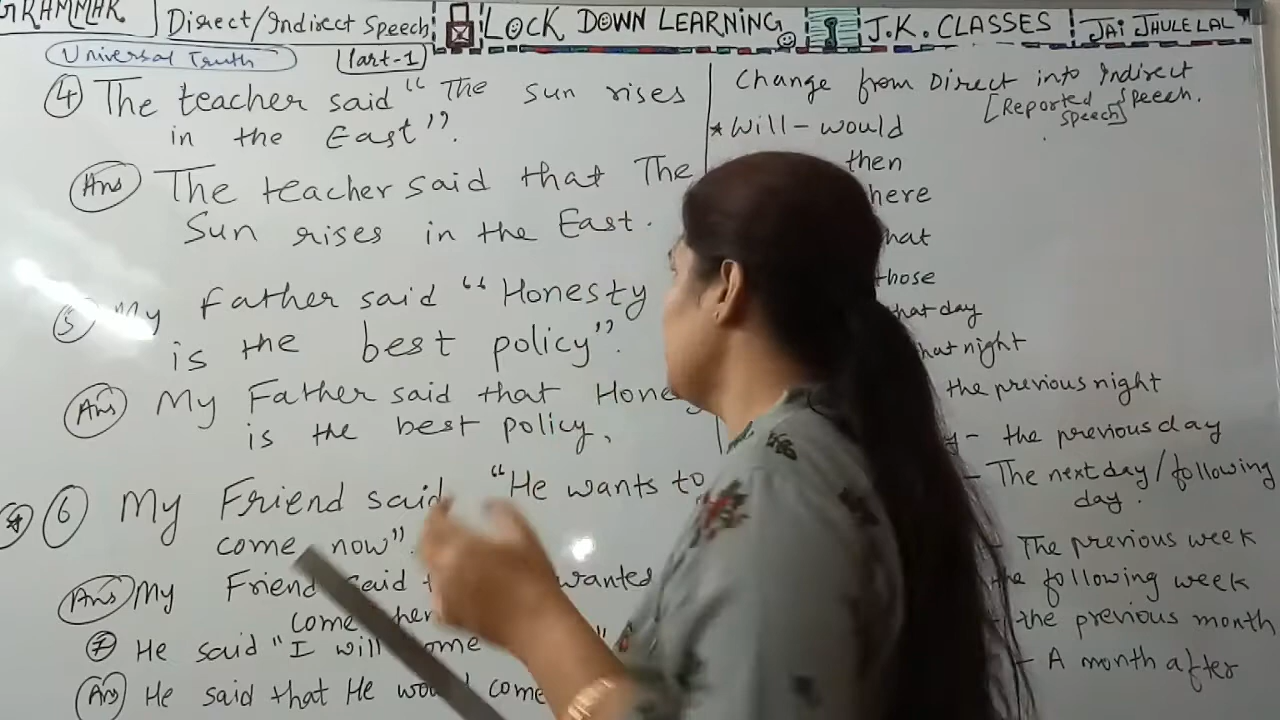 GRAMMAR
Direct/Indirect Speech
LOCK DOWN LEARNING
J.K. CLASSES
JAI JHULELAL
Universal Truth
Part-1
④ The teacher said "The sun rises
in the East".
Ans The teacher said that The
Sun rises in the East.
⑤ My father said "Honesty
is the best policy".
Ans My Father said that
is the best policy.
⑥ My Friend said "He wants to
come now".
Ans My Friend said wanted
come
⑦ He said "I will come
Ans He said that He would come
Change from Direct into Indirect
Speech.
[Reported
Speech]
* Will - would
then
here
hat
those
hat day
hat night
the previous night
y - the previous day
- The next day / following
day.
- The previous week
the following week
- the previous month
- A month after